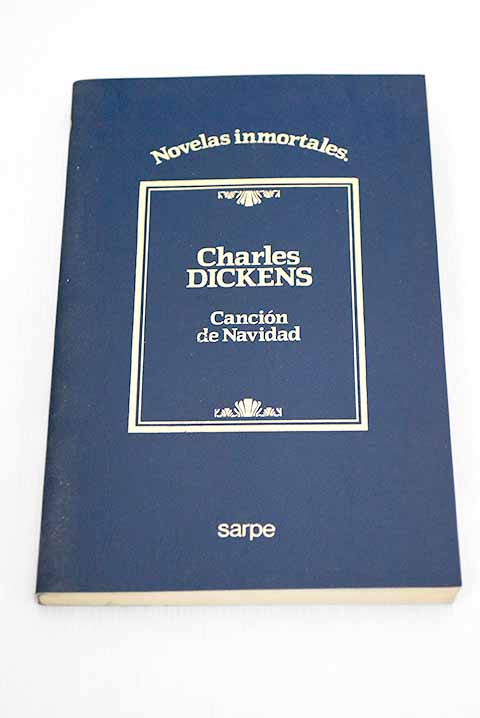 Novelas inmortales.
Charles
DICKENS
Canción
de Navidad
sarpe